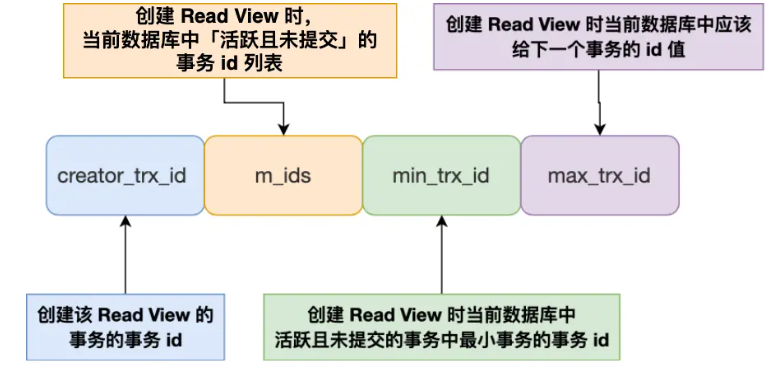 创建 Read View 时，
当前数据库中「活跃且未提交」的
事务 id 列表
创建 Read View 时当前数据库中应该
给下一个事务的 id 值
creator_trx_id
m_ids
min_trx_id
max_trx_id
创建该 Read View 的
事务的事务 id
创建 Read View 时当前数据库中
活跃且未提交的事务中最小事务的事务 id